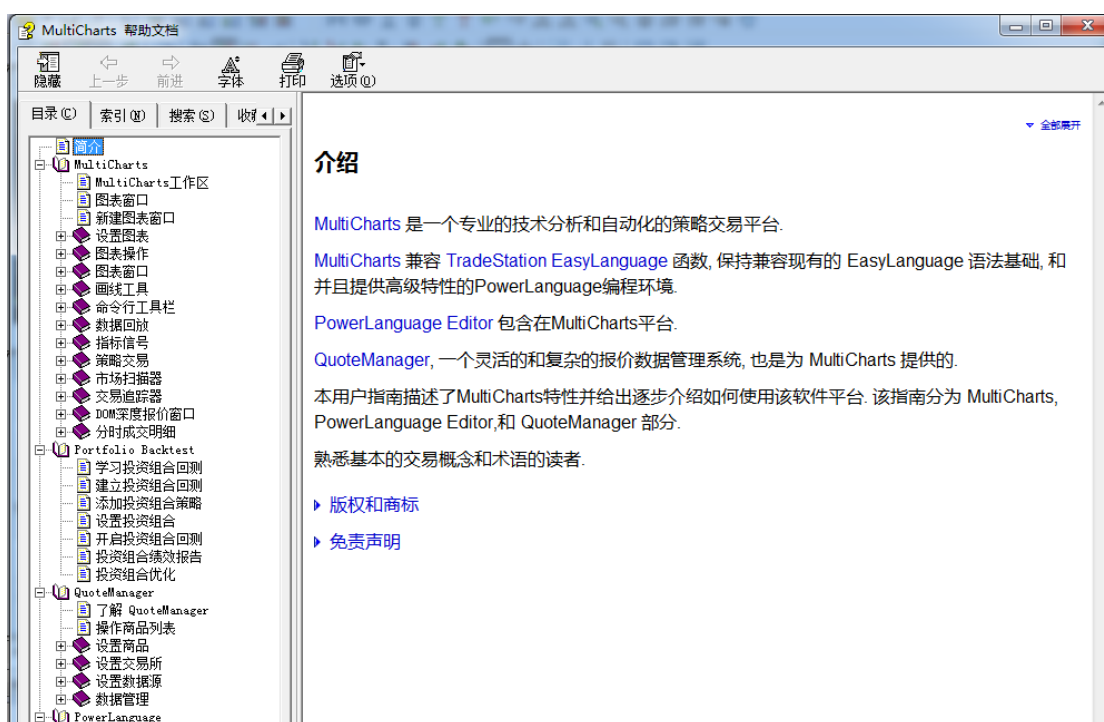 MultiCharts 帮助文档
隐藏 上一步 前进 字体 打印 选项(O)
目录(C) 索引(N) 搜索(S)
全部展开
简介
MultiCharts
MultiCharts工作区
图表窗口
新建图表窗口
设置图表
图表操作
图表窗口
画线工具
命令行工具栏
数据回放
指标信号
策略交易
市场扫描器
交易追踪器
DOM深度报价窗口
分时成交明细
Portfolio Backtest
学习投资组合回测
建立投资组合回测
添加投资组合策略
设置投资组合
开启投资组合回测
投资组合绩效报告
投资组合优化
QuoteManager
了解 QuoteManager
操作商品列表
设置商品
设置交易所
设置数据源
数据管理
PowerLanguage
介绍
MultiCharts 是一个专业的技术分析和自动化的策略交易平台.
MultiCharts 兼容 TradeStation EasyLanguage 函数, 保持兼容现有的 EasyLanguage 语法基础, 和
并且提供高级特性的PowerLanguage编程环境.
PowerLanguage Editor 包含在MultiCharts平台.
QuoteManager, 一个灵活的和复杂的报价数据管理系统, 也是为 MultiCharts 提供的.
本用户指南描述了MultiCharts特性并给出逐步介绍如何使用该软件平台. 该指南分为 MultiCharts,
PowerLanguage Editor,和 QuoteManager 部分.
熟悉基本的交易概念和术语的读者.
版权和商标
免责声明